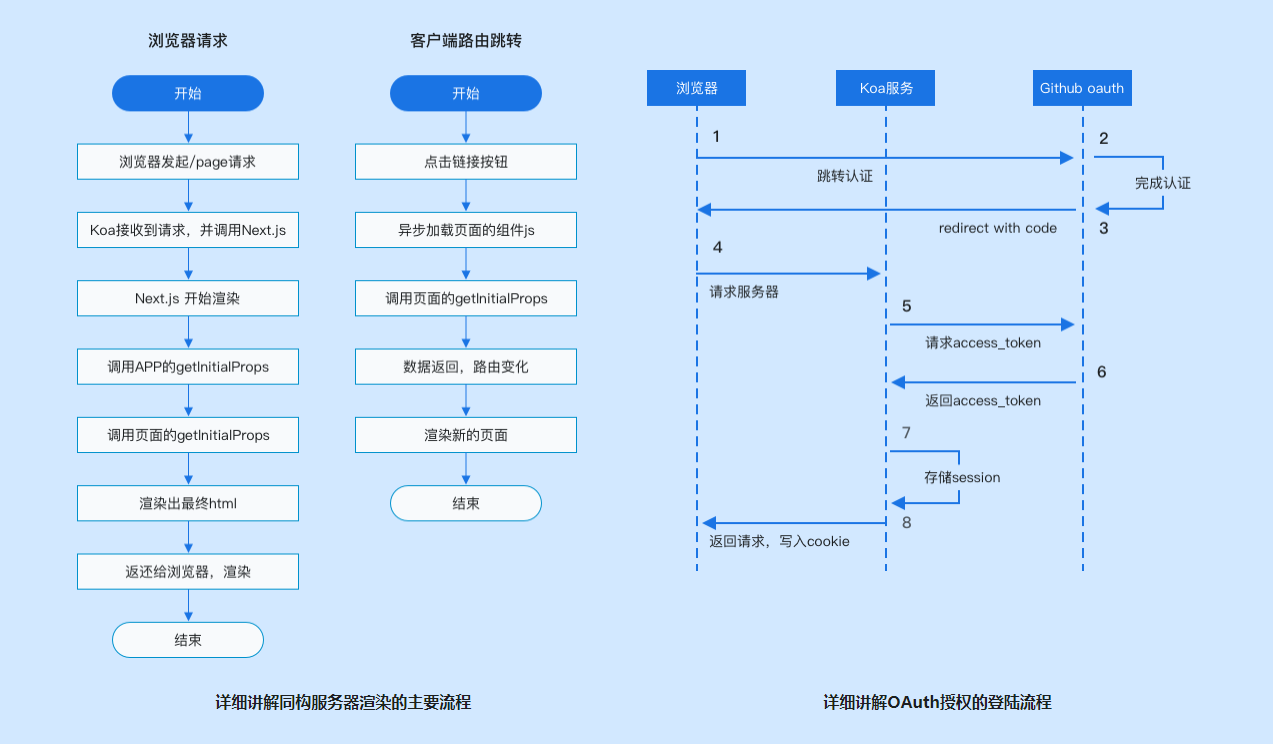 浏览器请求
开始
浏览器发起/page请求
Koa接收到请求，并调用Next.js
Next.js 开始渲染
调用APP的getInitialProps
调用页面的getInitialProps
渲染出最终html
返还给浏览器，渲染
结束
客户端路由跳转
开始
点击链接按钮
异步加载页面的组件js
调用页面的getInitialProps
数据返回，路由变化
渲染新的页面
结束
详细讲解同构服务器渲染的主要流程
浏览器
Koa服务
Github oauth
1
跳转认证
2
完成认证
redirect with code
3
4
请求服务器
5
请求access_token
6
返回access_token
7
存储session
8
返回请求，写入cookie
详细讲解OAuth授权的登陆流程